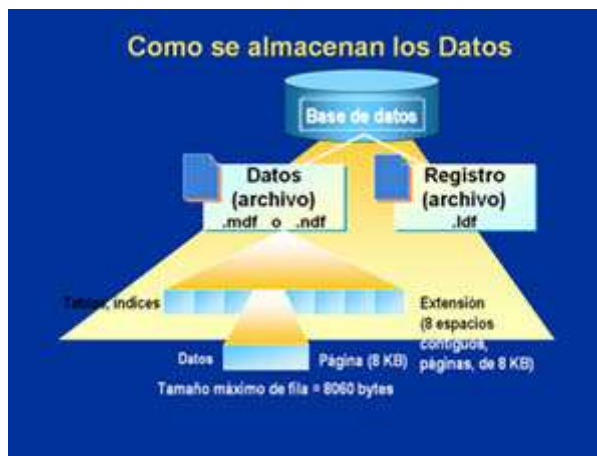 Como se almacenan los Datos
Base de datos
Datos
(archivo)
.mdf o .ndf
Registro
(archivo)
.ldf
Tablas, índices
Extensión
(8 espacios
contiguos,
páginas, de 8 KB)
Datos
Página (8 KB)
Tamaño máximo de fila = 8060 bytes